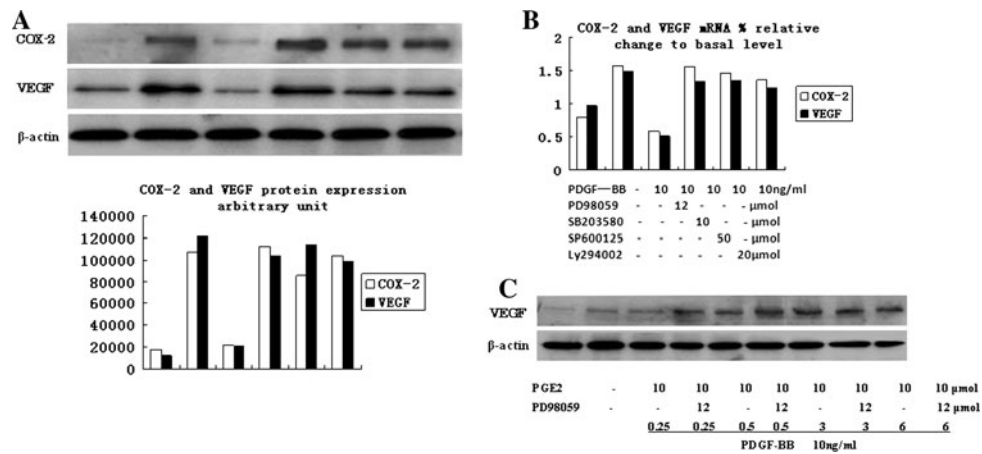 A
COX-2
VEGF
β-actin
COX-2 and VEGF protein expression
arbitrary unit
140000
120000
100000
80000
60000
40000
20000
0
COX-2
VEGF
B
COX-2 and VEGF mRNA % relative
change to basal level
2
1.5
1
0.5
0
COX-2
VEGF
PDGF—BB - 10 10 10 10 10ng/ml
PD98059 - - 12 - - - μmol
SB203580 - - - 10 - - μmol
SP600125 - - - - 50 - μmol
Ly294002 - - - - - 20μmol
C
VEGF
β-actin
PGE2 - 10 10 10 10 10 10 10 10 μmol
PD98059 - - 12 - 12 - 12 - 12 μmol
0.25 0.25 0.5 0.5 3 3 6 6
PDGF-BB 10ng/ml